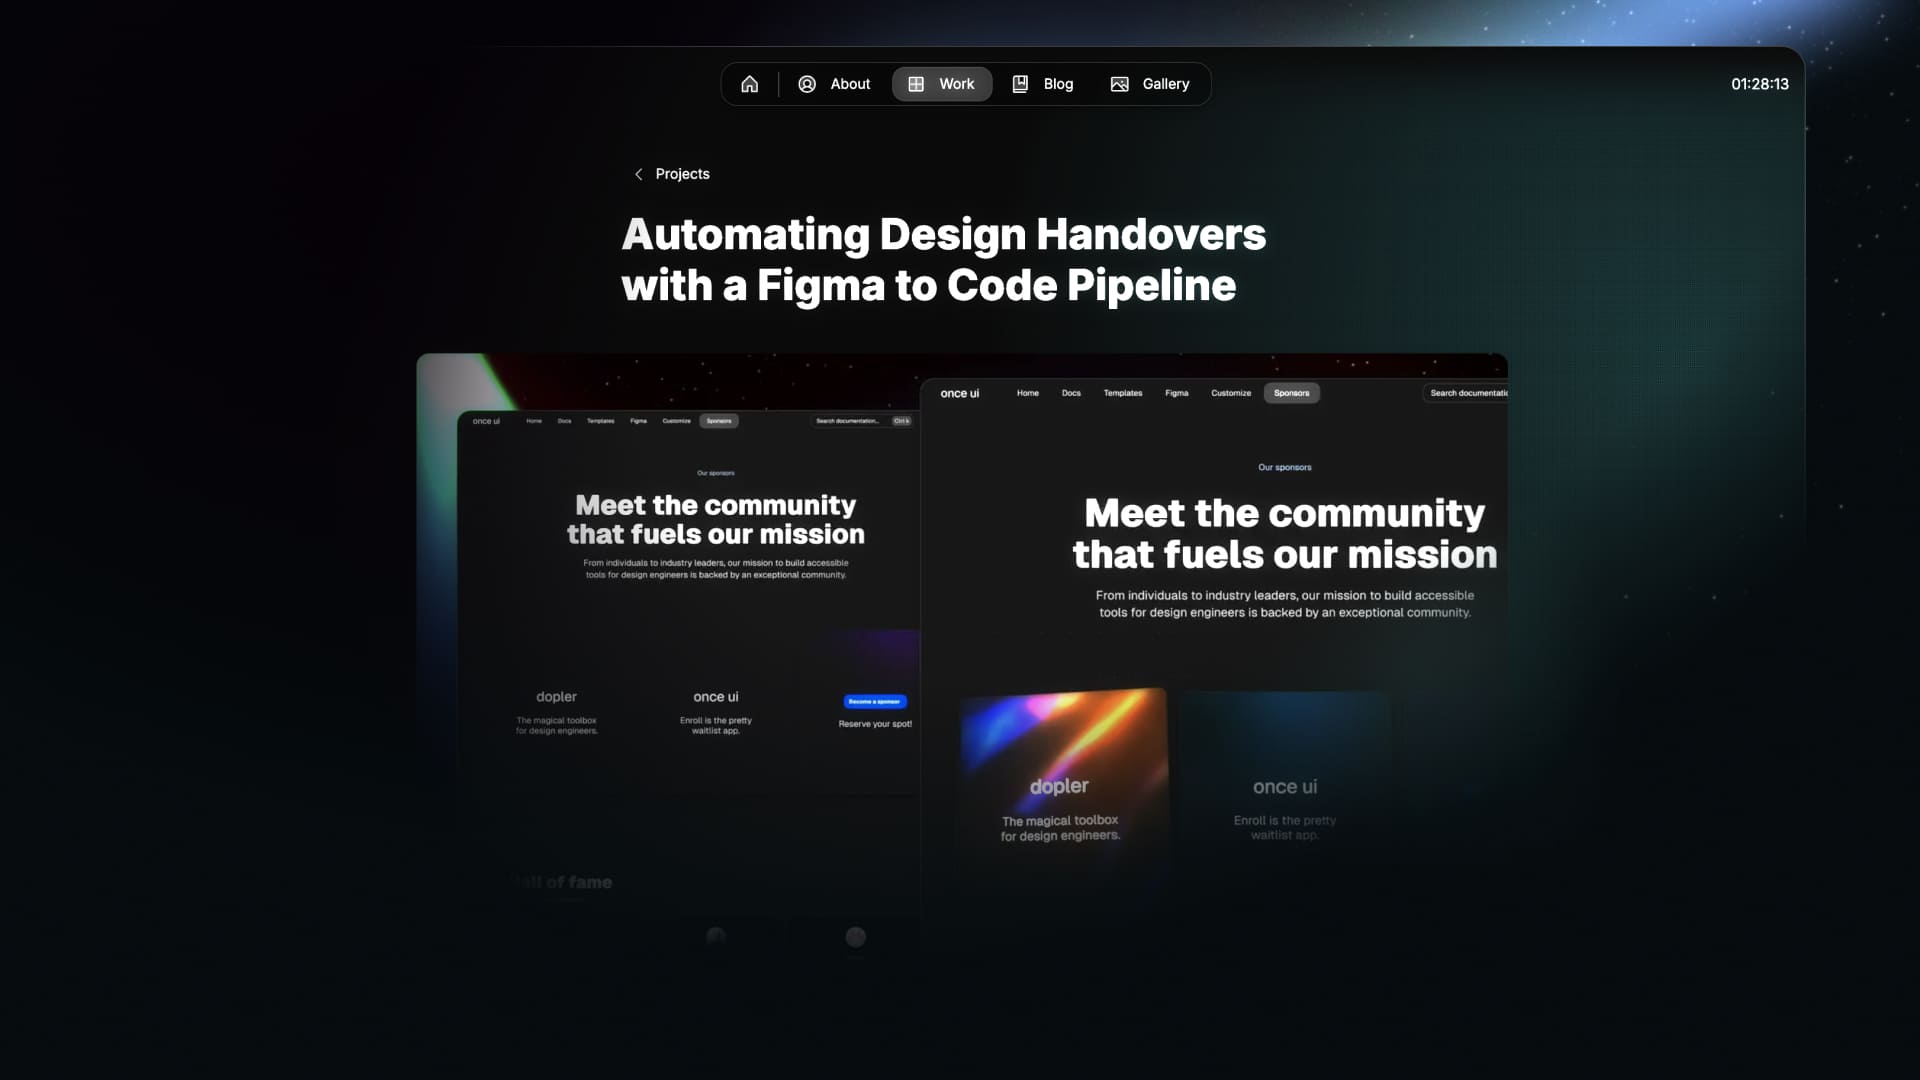 About
Work
Blog
Gallery
01:28:13
Projects
Automating Design Handovers
with a Figma to Code Pipeline
once ui
Home
Docs
Templates
Figma
Customize
Sponsors
Search documentation...
Ctrl k
Our sponsors
Meet the community
that fuels our mission
From individuals to industry leaders, our mission to build accessible
tools for design engineers is backed by an exceptional community.
dopler
The magical toolbox
for design engineers.
once ui
Enroll is the pretty
waitlist app.
Become a sponsor
Reserve your spot!
Hall of fame
once ui
Home
Docs
Templates
Figma
Customize
Sponsors
Search documentatio
Our sponsors
Meet the community
that fuels our mission
From individuals to industry leaders, our mission to build accessible
tools for design engineers is backed by an exceptional community.
dopler
The magical toolbox
for design engineers.
once ui
Enroll is the pretty
waitlist app.